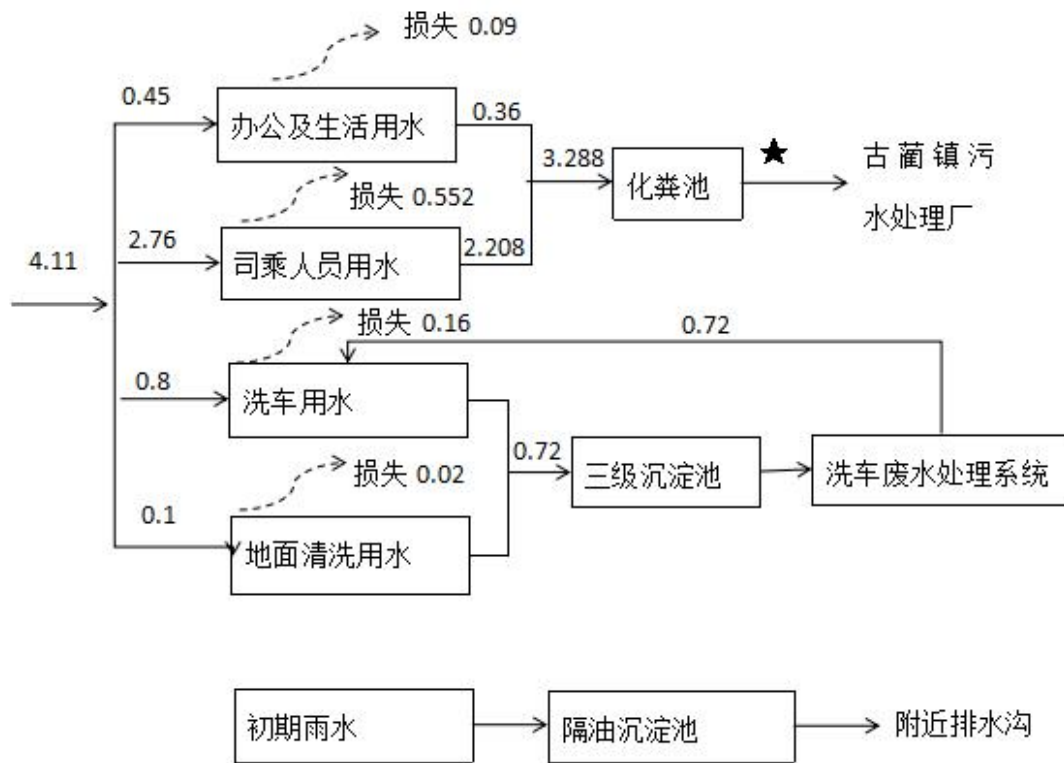 损失 0.09
0.45
办公及生活用水
0.36
3.288
化粪池
★
古蔺镇污
水处理厂
损失 0.552
2.76
司乘人员用水
2.208
4.11
损失 0.16
0.72
0.8
洗车用水
0.72
三级沉淀池
洗车废水处理系统
损失 0.02
0.1
地面清洗用水
初期雨水
隔油沉淀池
附近排水沟